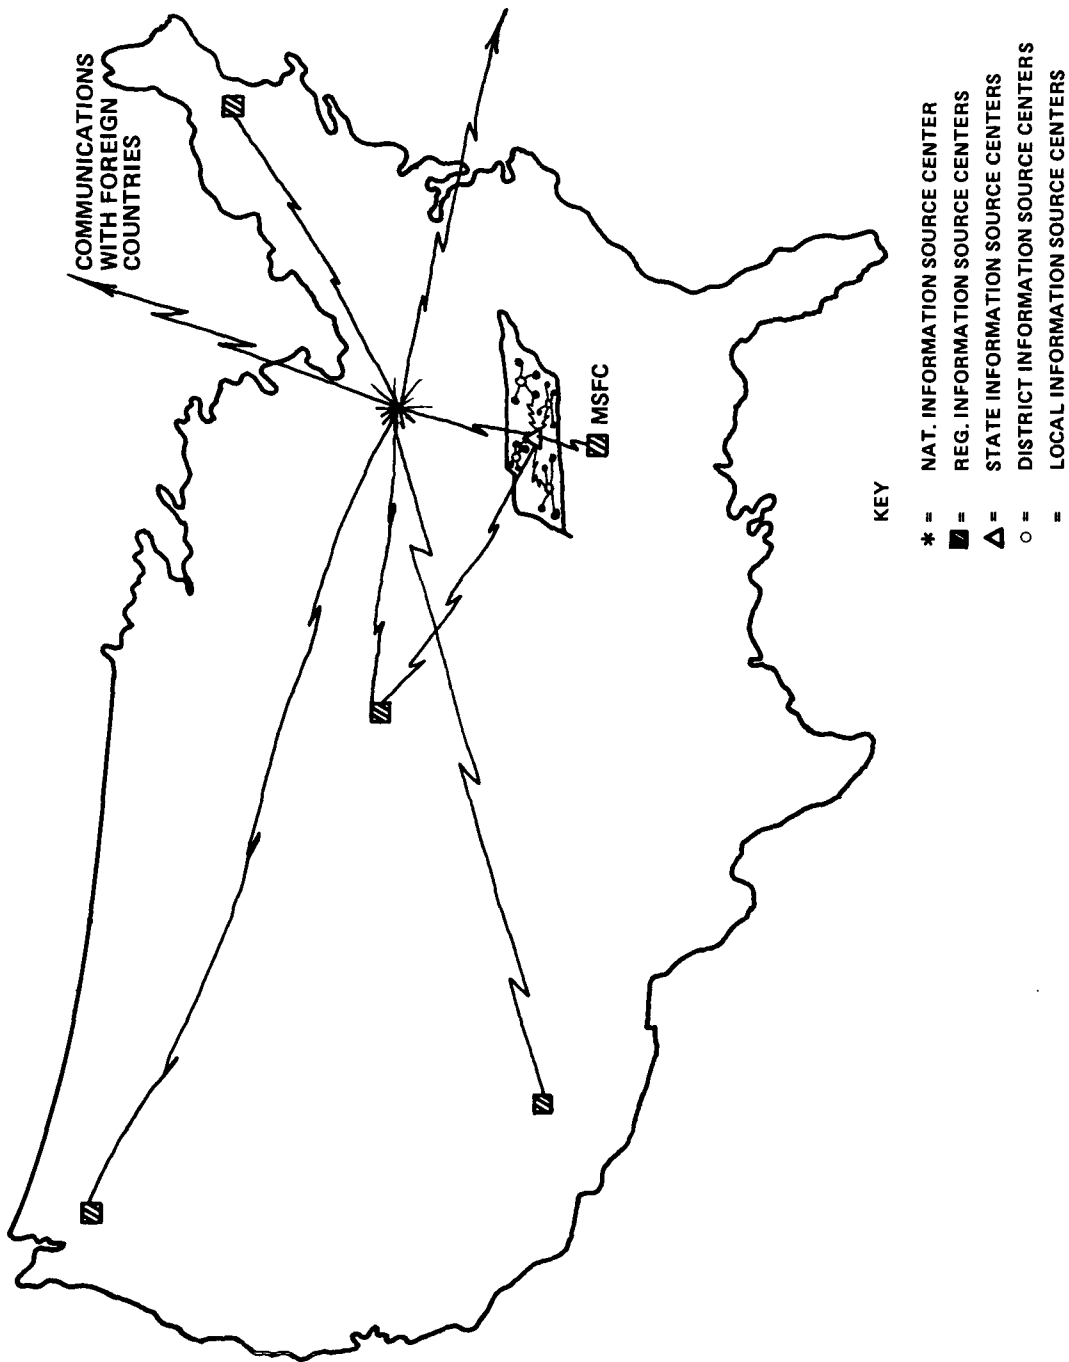 COMMUNICATIONS
WITH FOREIGN
COUNTRIES
MSFC
KEY
* = NAT. INFORMATION SOURCE CENTER
= REG. INFORMATION SOURCE CENTERS
△ = STATE INFORMATION SOURCE CENTERS
○ = DISTRICT INFORMATION SOURCE CENTERS
= LOCAL INFORMATION SOURCE CENTERS